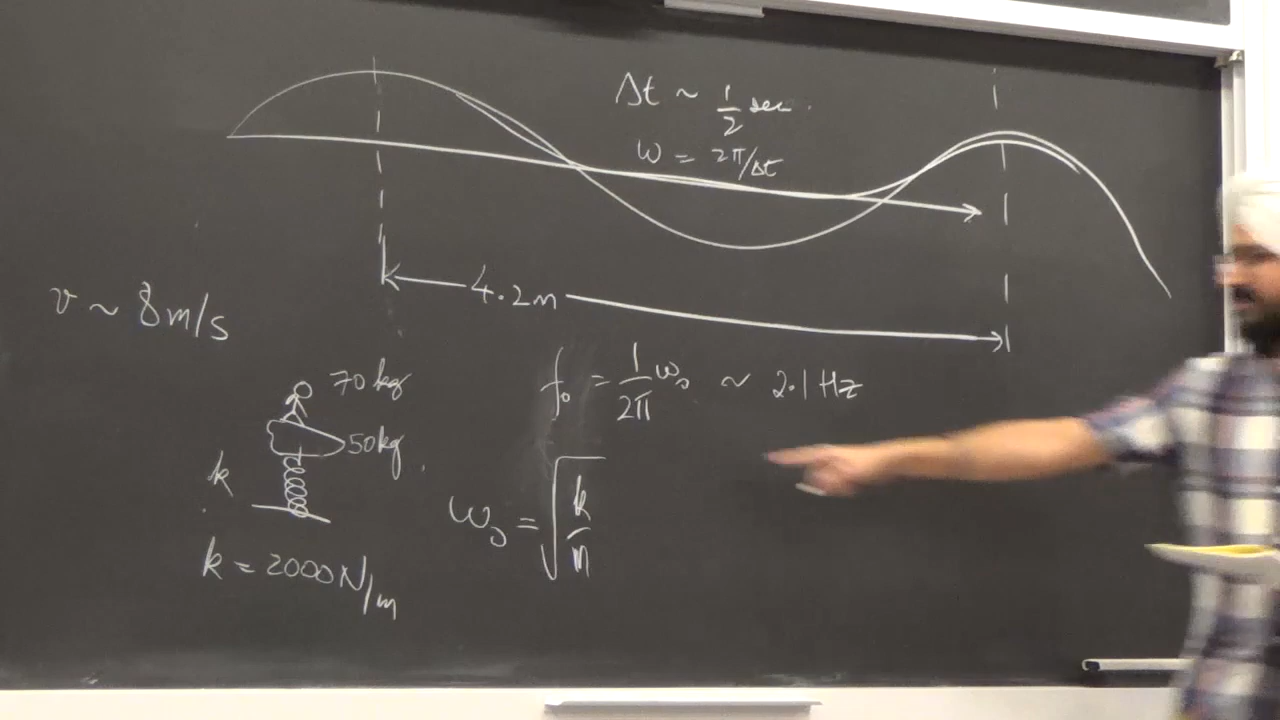 Δt ~ 1/2 sec.
ω = 2π/Δt
4.2m
v ~ 8m/s
70kg
f₀ = 1/2π ω₀ ~ 2.1 Hz
50kg.
k
ω₀ = √k/m
k = 2000N/m